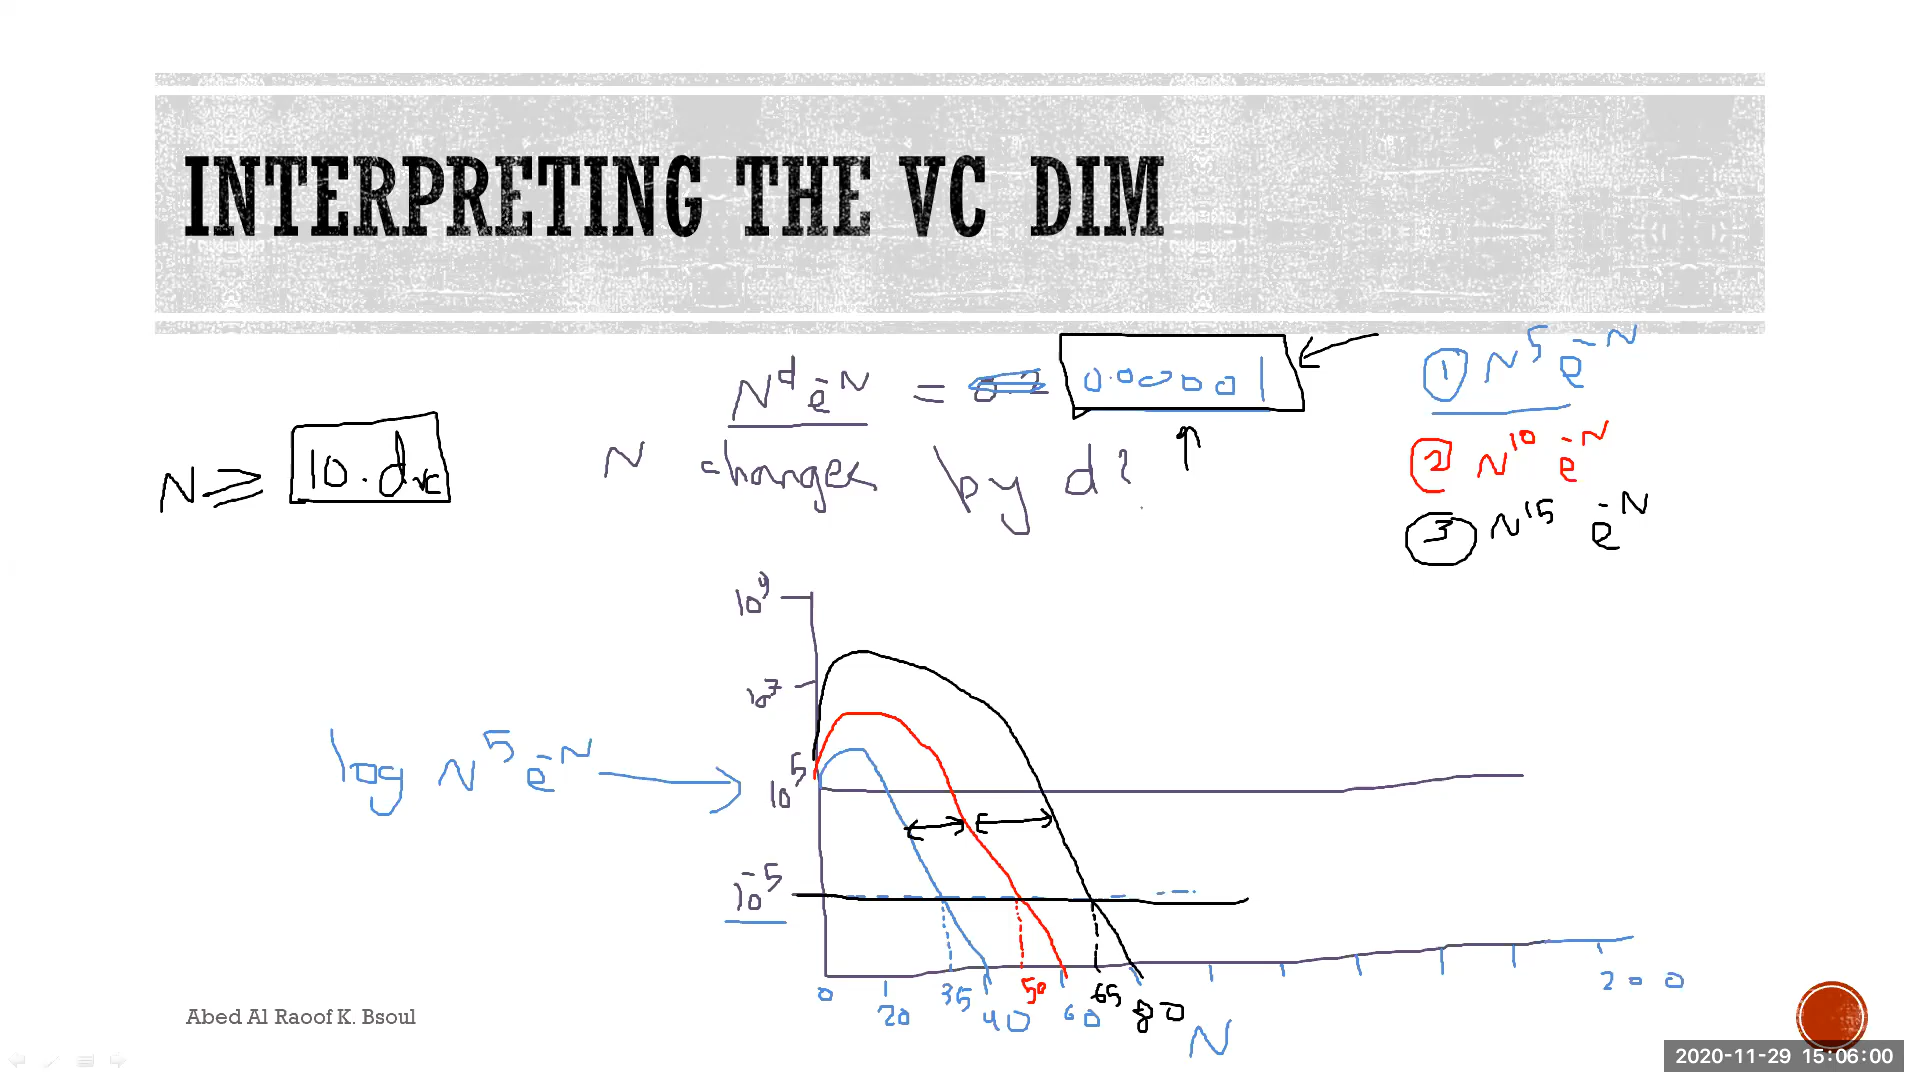 INTERPRETING THE VC DIM
N^d e^-N = 0.00001
① N^5 e^-N
② N^10 e^-N
③ N^15 e^-N
N ≥ 10.d_vc
N changes by d?
10^9
10^7
10^5
10^-5
log N^5 e^-N
0 20 35 40 50 60 65 80 200
N
Abed Al Raoof K. Bsoul
2020-11-29 15:06:00